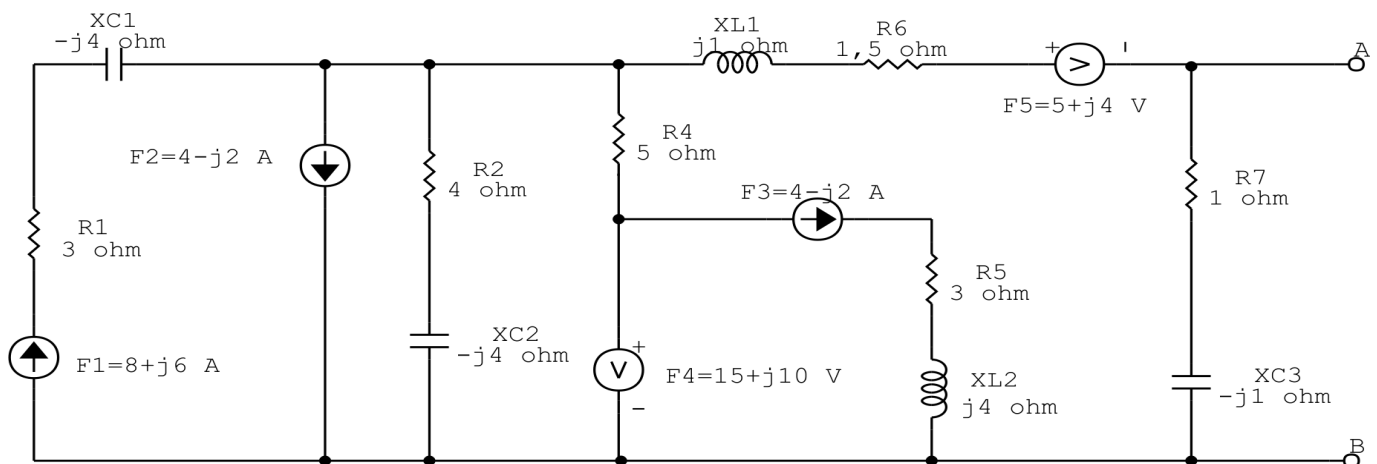 XC1
-j4 ohm
XL1
j1 ohm
R6
1,5 ohm
+
A
F5=5+j4 V
R4
5 ohm
F2=4-j2 A
R2
4 ohm
F3=4-j2 A
R7
1 ohm
R1
3 ohm
R5
3 ohm
XC2
-j4 ohm
+
F1=8+j6 A
V
F4=15+j10 V
-
XL2
j4 ohm
XC3
-j1 ohm
B